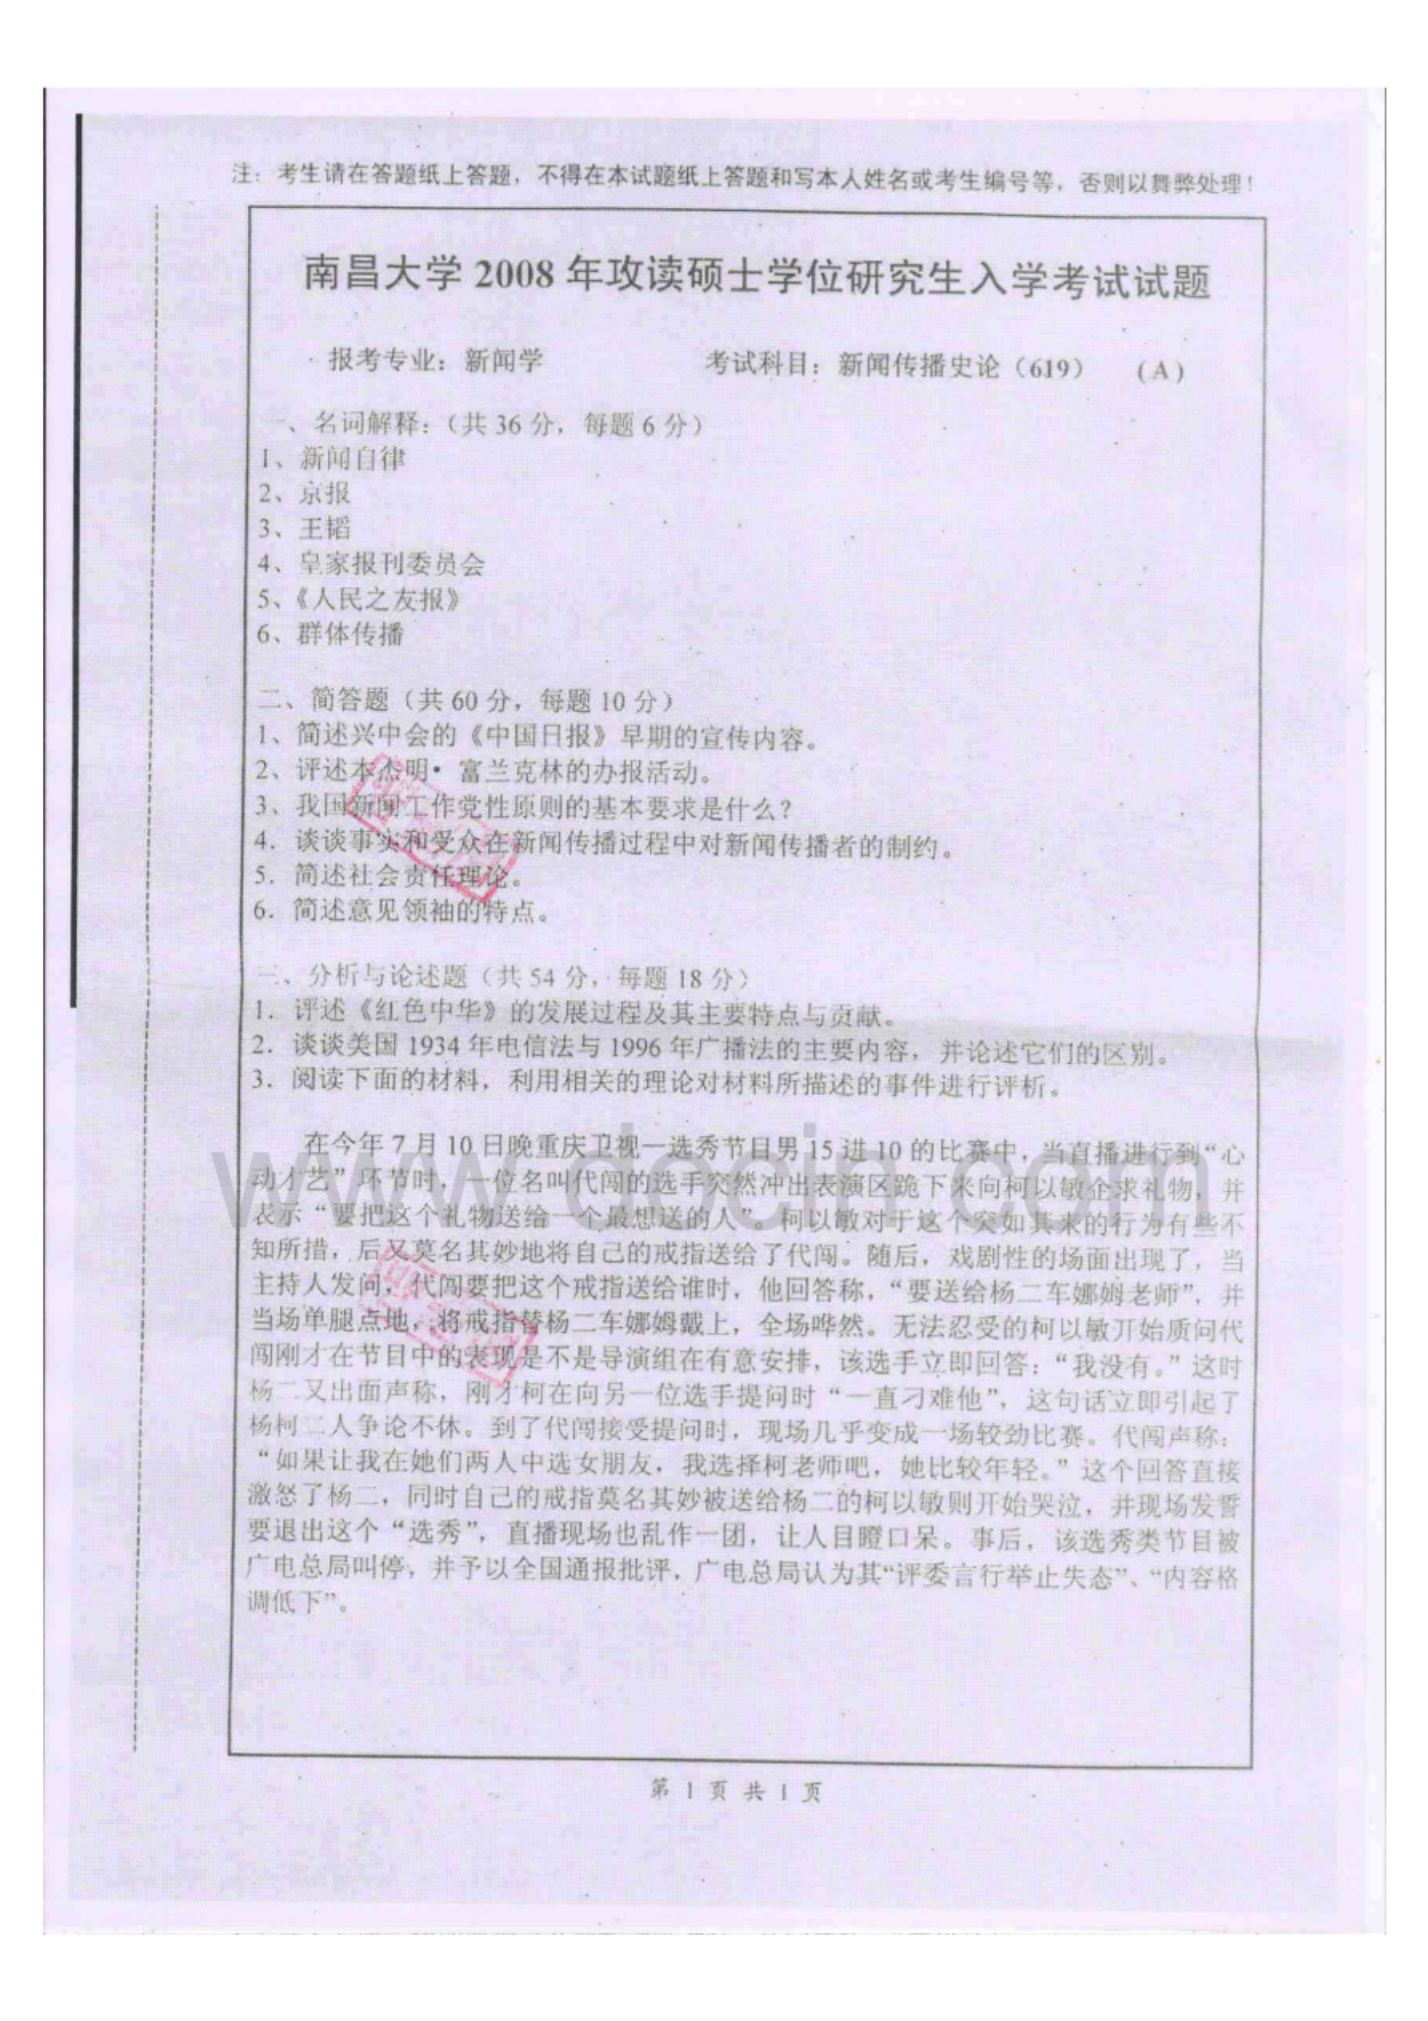 注：考生请在答题纸上答题，不得在本试题纸上答题和写本人姓名或考生编号等，否则以舞弊处理！
南昌大学 2008 年攻读硕士学位研究生入学考试试题
报考专业：新闻学 考试科目：新闻传播史论（619） (A)
一、名词解释：（共 36 分，每题 6 分）
1、新闻自律
2、京报
3、王韬
4、皇家报刊委员会
5、《人民之友报》
6、群体传播
二、简答题（共 60 分，每题 10 分）
1、简述兴中会的《中国日报》早期的宣传内容。
2、评述本杰明• 富兰克林的办报活动。
3、我国新闻工作党性原则的基本要求是什么？
4．谈谈事实和受众在新闻传播过程中对新闻传播者的制约。
5．简述社会责任理论。
6．简述意见领袖的特点。
三、分析与论述题（共 54 分，每题 18 分）
1．评述《红色中华》的发展过程及其主要特点与贡献。
2．谈谈美国 1934 年电信法与 1996 年广播法的主要内容，并论述它们的区别。
3．阅读下面的材料，利用相关的理论对材料所描述的事件进行评析。
在今年 7 月 10 日晚重庆卫视一选秀节目男 15 进 10 的比赛中，当直播进行到“心
动才艺”环节时，一位名叫代闯的选手突然冲出表演区跪下来向柯以敏企求礼物，并
表示“要把这个礼物送给一个最想送的人”。柯以敏对于这个突如其来的行为有些不
知所措，后又莫名其妙地将自己的戒指送给了代闯。随后，戏剧性的场面出现了，当
主持人发问，代闯要把这个戒指送给谁时，他回答称，“要送给杨二车娜姆老师”，并
当场单腿点地，将戒指替杨二车娜姆戴上，全场哗然。无法忍受的柯以敏开始质问代
闯刚才在节目中的表现是不是导演组在有意安排，该选手立即回答：“我没有。”这时
杨二又出面声称，刚才柯在向另一位选手提问时“一直刁难他”，这句话立即引起了
杨柯二人争论不休。到了代闯接受提问时，现场几乎变成一场较劲比赛。代闯声称：
“如果让我在她们两人中选女朋友，我选择柯老师吧，她比较年轻。”这个回答直接
激怒了杨二，同时自己的戒指莫名其妙被送给杨二的柯以敏则开始哭泣，并现场发誓
要退出这个“选秀”，直播现场也乱作一团，让人目瞪口呆。事后，该选秀类节目被
广电总局叫停，并予以全国通报批评，广电总局认为其“评委言行举止失态”、“内容格
调低下”。
第 1 页 共 1 页
www.docin.com